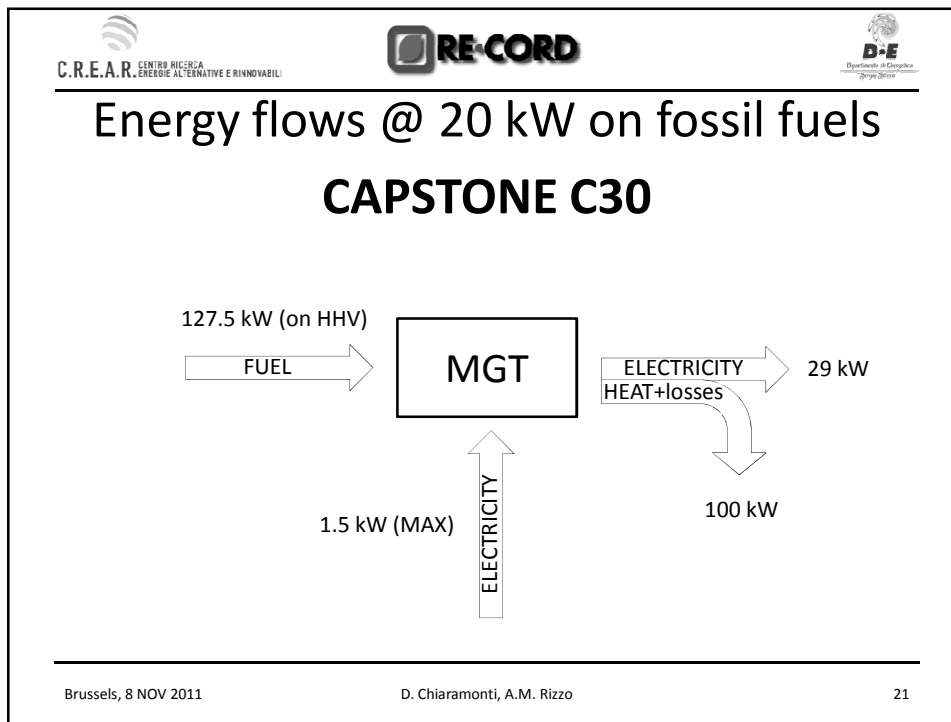 C.R.E.A.R. CENTRO RICERCA ENERGIE ALTERNATIVE E RINNOVABILI
RE-CORD
Energy flows @ 20 kW on fossil fuels
CAPSTONE C30
127.5 kW (on HHV)
FUEL
MGT
ELECTRICITY
29 kW
HEAT+losses
100 kW
1.5 kW (MAX)
ELECTRICITY
Brussels, 8 NOV 2011
D. Chiaramonti, A.M. Rizzo
21